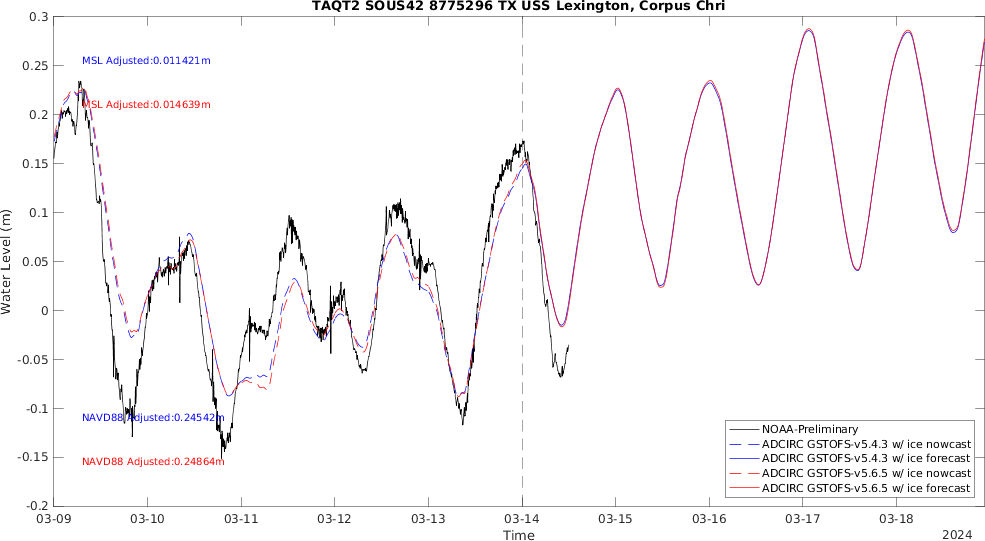 TAQT2 SOUS42 8775296 TX USS Lexington, Corpus Chri
0.3
0.25
0.2
0.15
0.1
0.05
0
-0.05
-0.1
-0.15
-0.2
Water Level (m)
MSL Adjusted:0.011421m
MSL Adjusted:0.014639m
NAVD88 Adjusted:0.24542m
NAVD88 Adjusted:0.24864m
NOAA-Preliminary
ADCIRC GSTOFS-v5.4.3 w/ ice nowcast
ADCIRC GSTOFS-v5.4.3 w/ ice forecast
ADCIRC GSTOFS-v5.6.5 w/ ice nowcast
ADCIRC GSTOFS-v5.6.5 w/ ice forecast
03-09 03-10 03-11 03-12 03-13 03-14 03-15 03-16 03-17 03-18
Time
2024